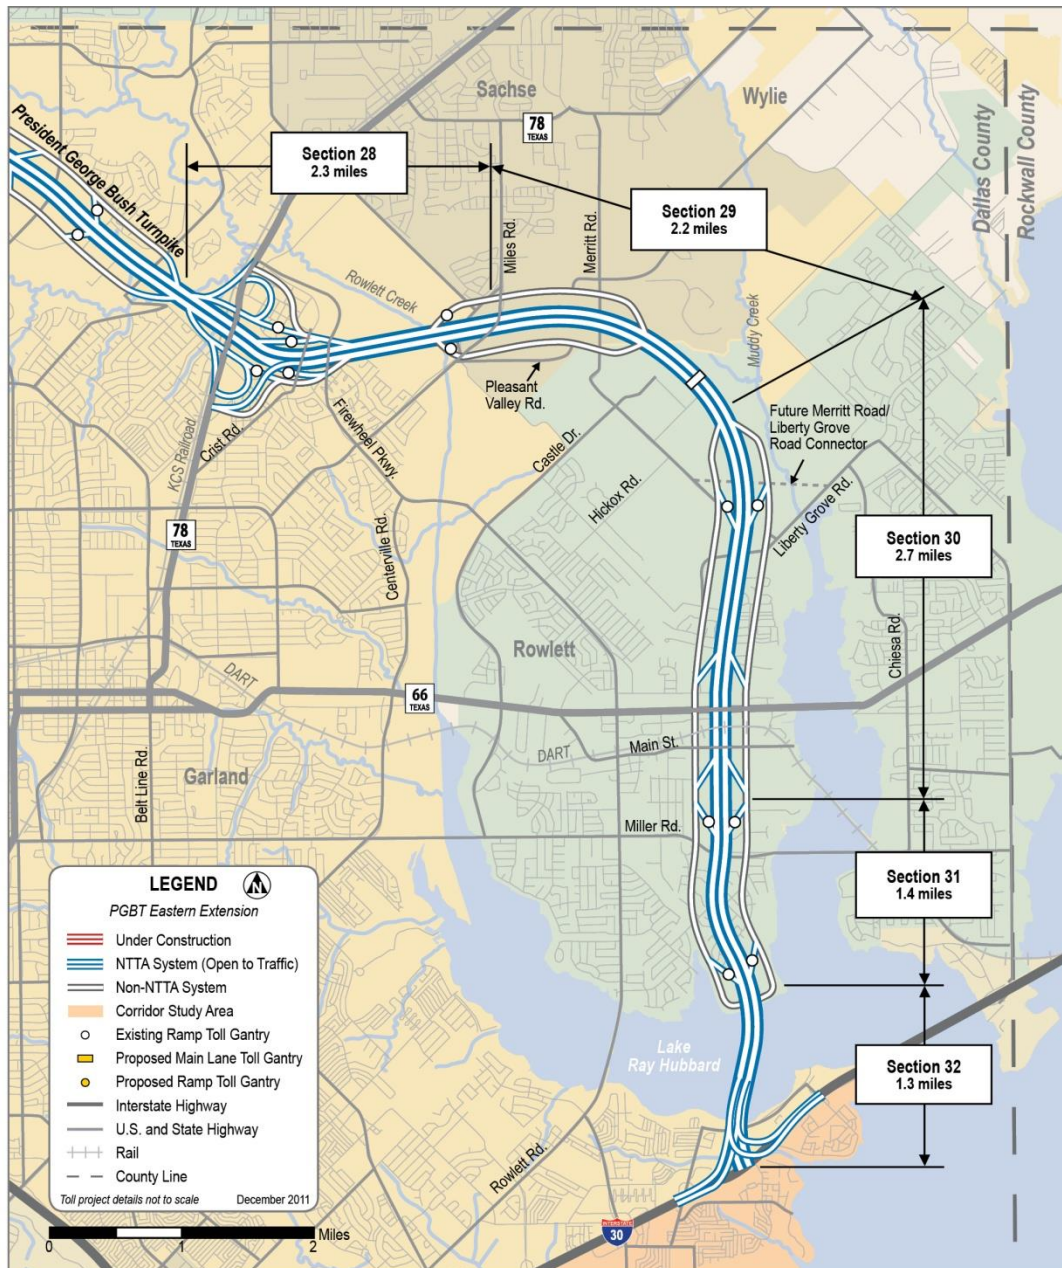 Sachse
Wylie
78
TEXAS
President George Bush Turnpike
Section 28
2.3 miles
Section 29
2.2 miles
Dallas County
Rockwall County
Miles Rd.
Merritt Rd.
Rowlett Creek
Muddy Creek
Pleasant
Valley Rd.
Future Merritt Road/
Liberty Grove
Road Connector
KCS Railroad
Crist Rd.
Firewheel Pkwy.
Castle Dr.
Hickox Rd.
Liberty Grove Rd.
78
TEXAS
Centerville Rd.
Section 30
2.7 miles
Rowlett
Chiesa Rd.
DART
66
TEXAS
Garland
Belt Line Rd.
DART
Main St.
Miller Rd.
Section 31
1.4 miles
Lake
Ray Hubbard
Section 32
1.3 miles
Rowlett Rd.
INTERSTATE
30
LEGEND
N
PGBT Eastern Extension
Under Construction
NTTA System (Open to Traffic)
Non-NTTA System
Corridor Study Area
Existing Ramp Toll Gantry
Proposed Main Lane Toll Gantry
Proposed Ramp Toll Gantry
Interstate Highway
U.S. and State Highway
Rail
County Line
Toll project details not to scale December 2011
0 1 2 Miles